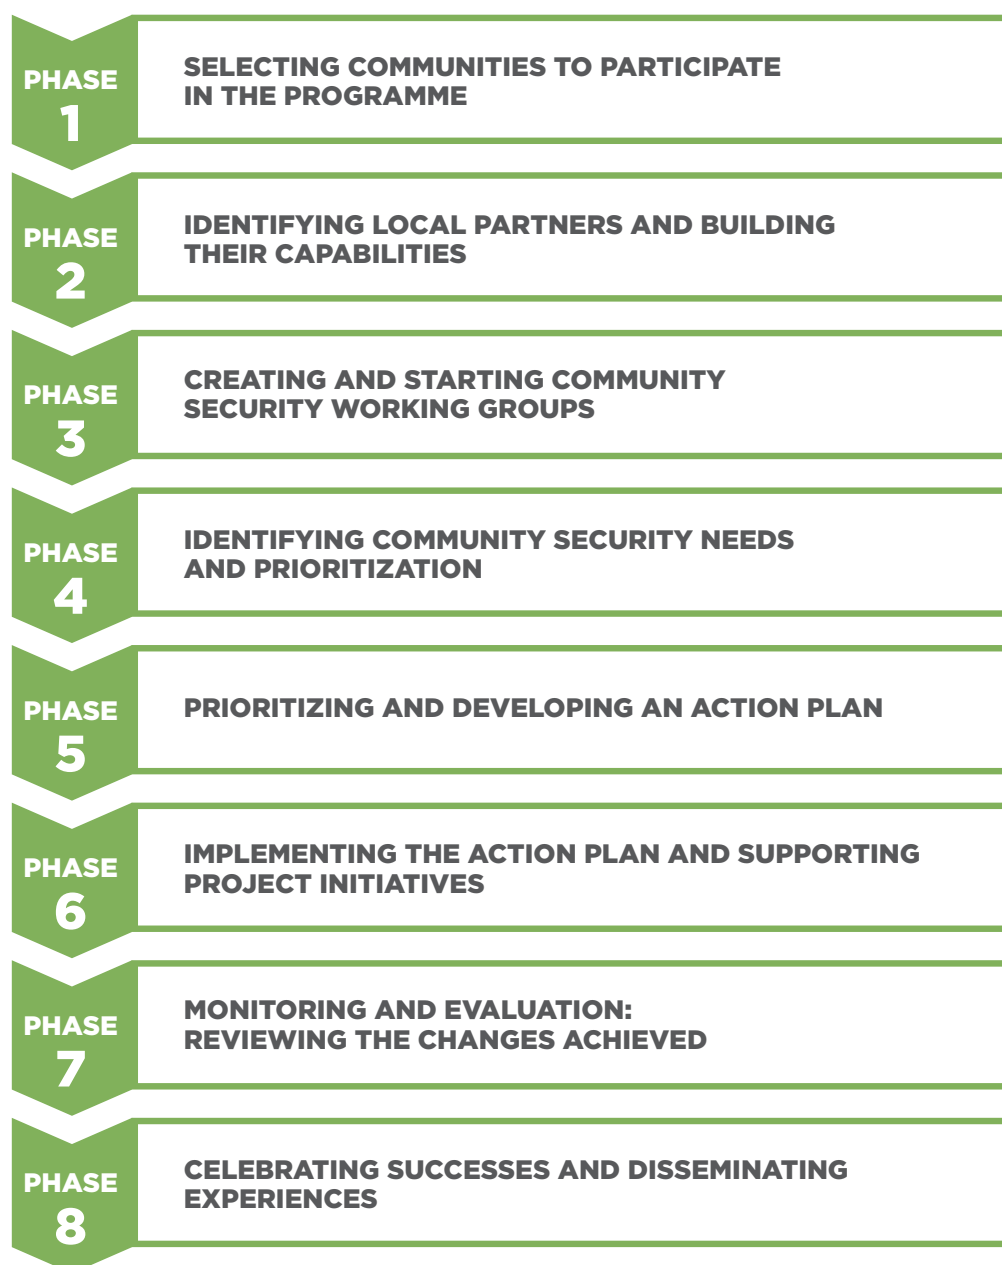 PHASE
1
SELECTING COMMUNITIES TO PARTICIPATE
IN THE PROGRAMME
PHASE
2
IDENTIFYING LOCAL PARTNERS AND BUILDING
THEIR CAPABILITIES
PHASE
3
CREATING AND STARTING COMMUNITY
SECURITY WORKING GROUPS
PHASE
4
IDENTIFYING COMMUNITY SECURITY NEEDS
AND PRIORITIZATION
PHASE
5
PRIORITIZING AND DEVELOPING AN ACTION PLAN
PHASE
6
IMPLEMENTING THE ACTION PLAN AND SUPPORTING
PROJECT INITIATIVES
PHASE
7
MONITORING AND EVALUATION:
REVIEWING THE CHANGES ACHIEVED
PHASE
8
CELEBRATING SUCCESSES AND DISSEMINATING
EXPERIENCES